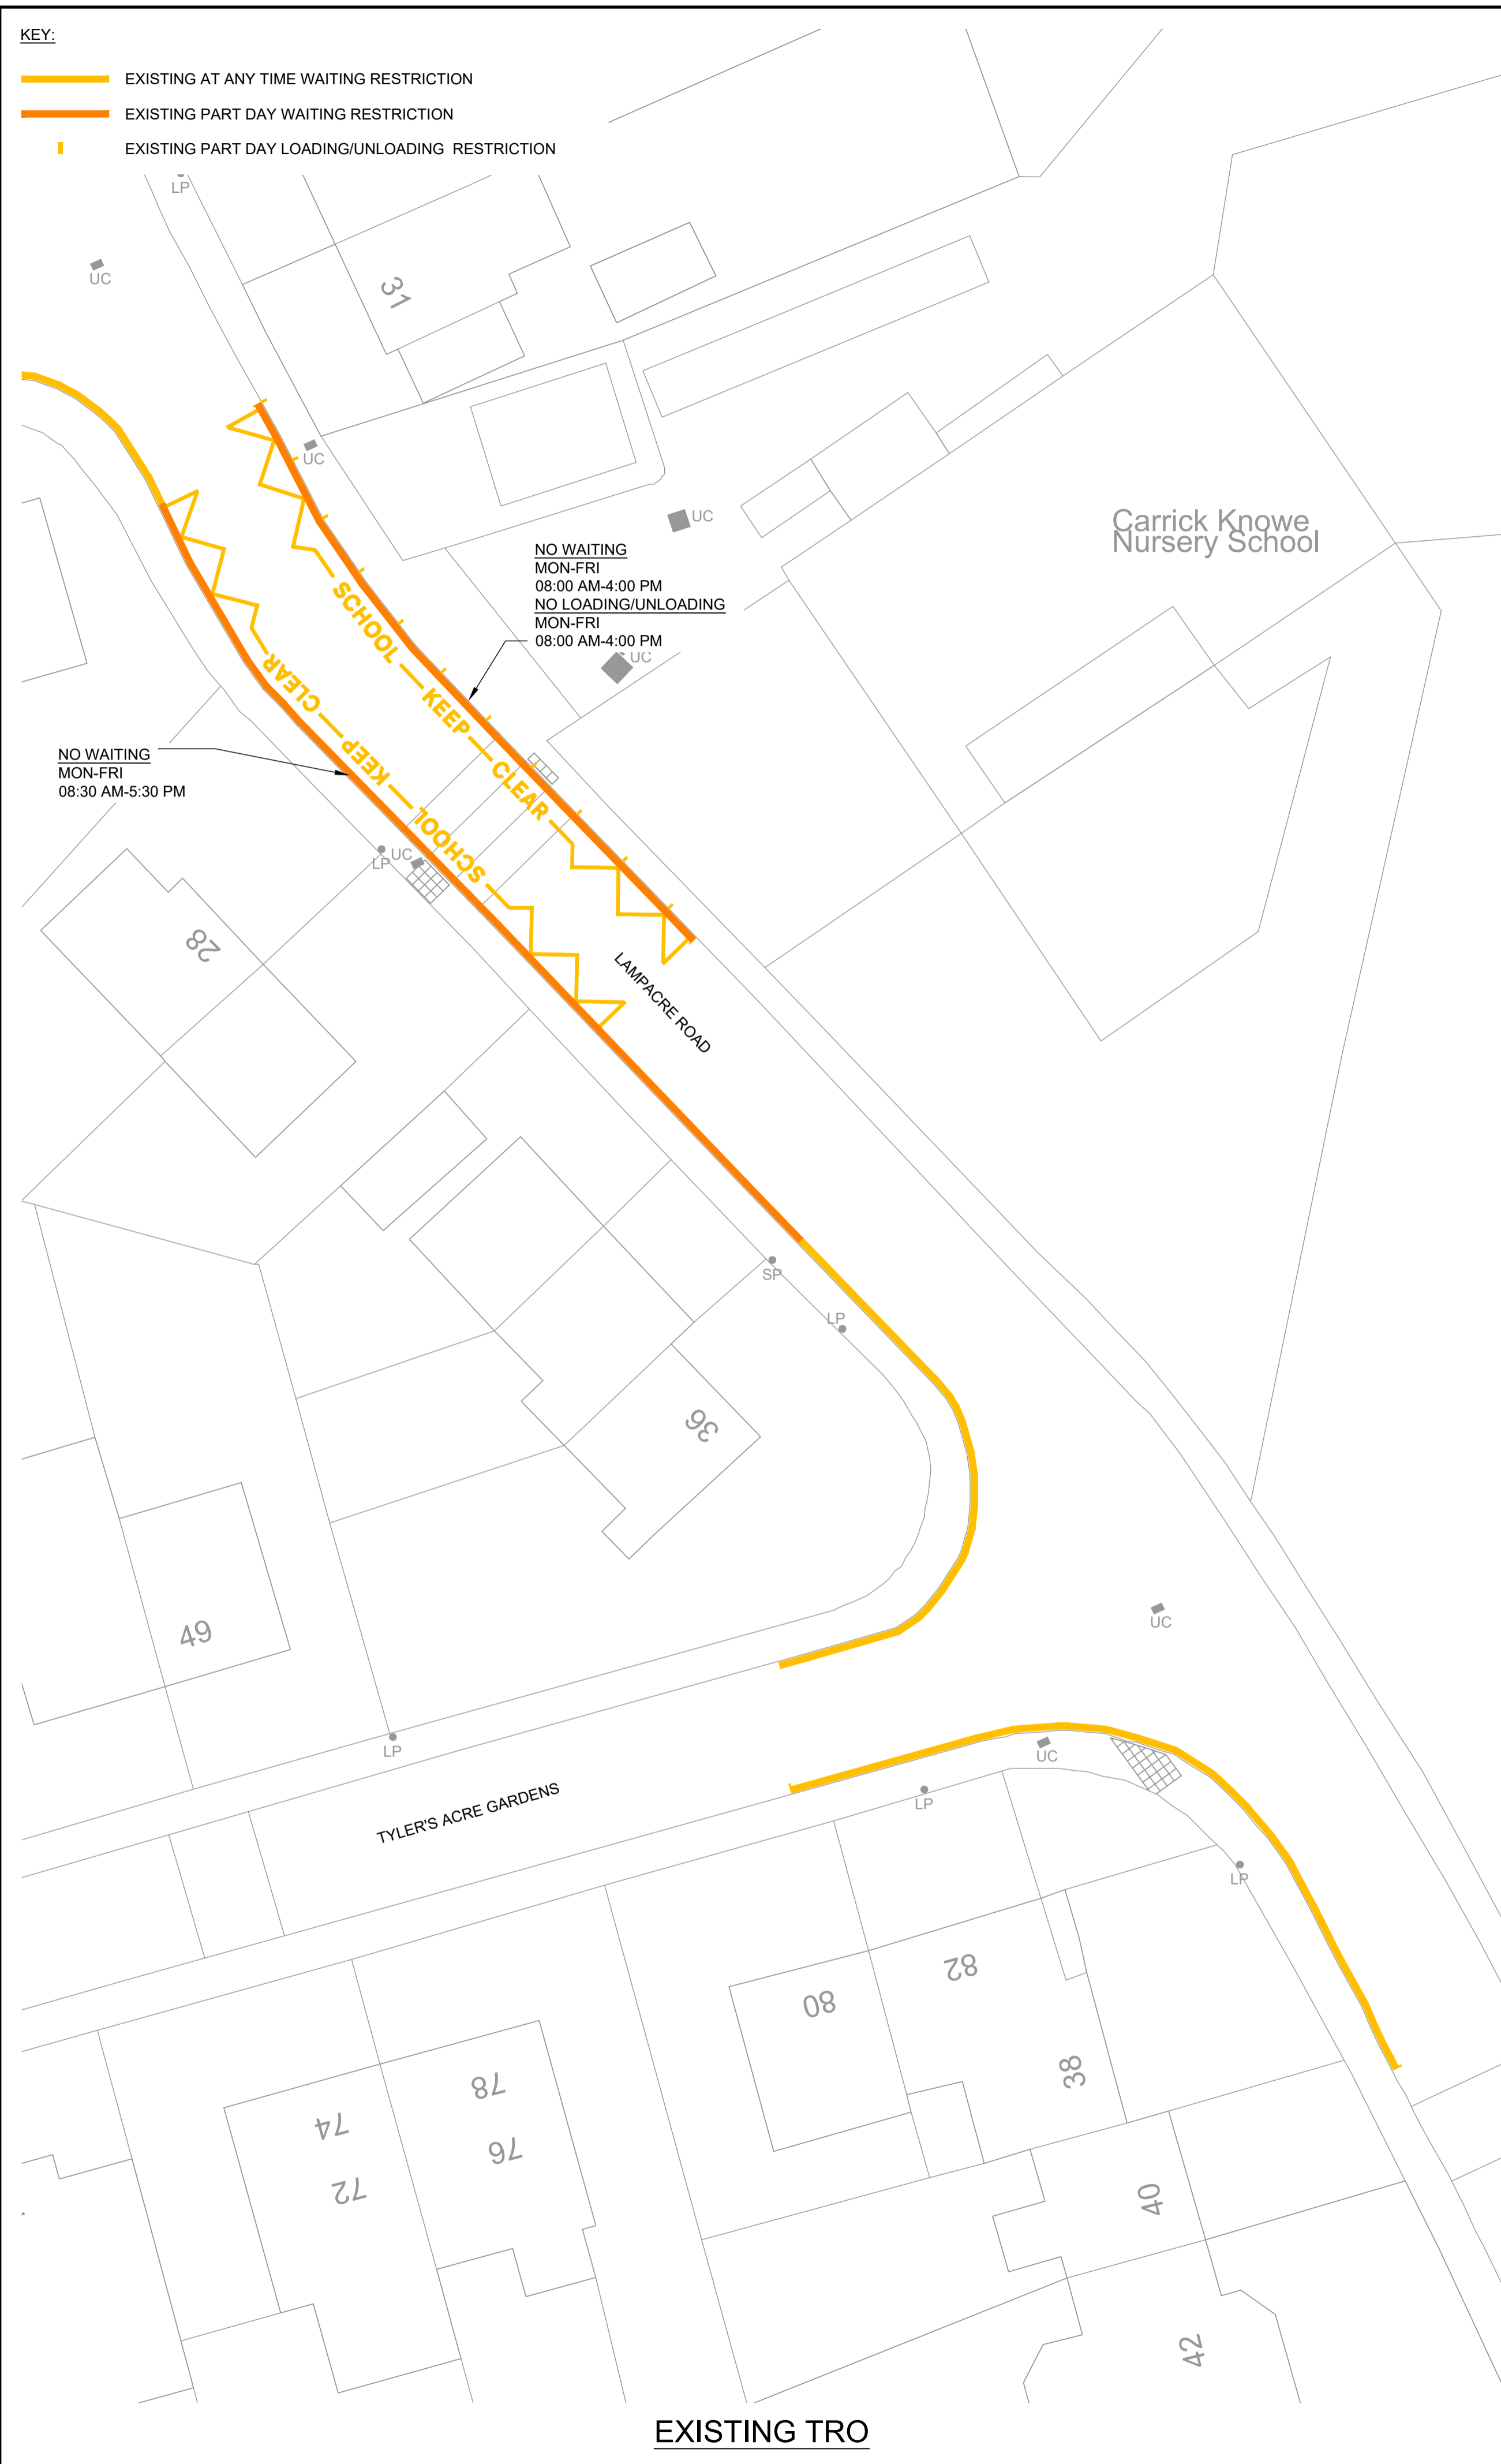 KEY:
EXISTING AT ANY TIME WAITING RESTRICTION
EXISTING PART DAY WAITING RESTRICTION
EXISTING PART DAY LOADING/UNLOADING RESTRICTION
LP
UC
31
UC
UC
Carrick Knowe
Nursery School
NO WAITING
MON-FRI
08:00 AM-4:00 PM
NO LOADING/UNLOADING
MON-FRI
08:00 AM-4:00 PM
UC
SCHOOL KEEP CLEAR
SCHOOL KEEP CLEAR
NO WAITING
MON-FRI
08:30 AM-5:30 PM
LP
UC
28
LAMPACRE ROAD
SP
LP
36
49
UC
LP
UC
LP
TYLER'S ACRE GARDENS
LP
82
80
38
78
74
76
72
40
42
EXISTING TRO